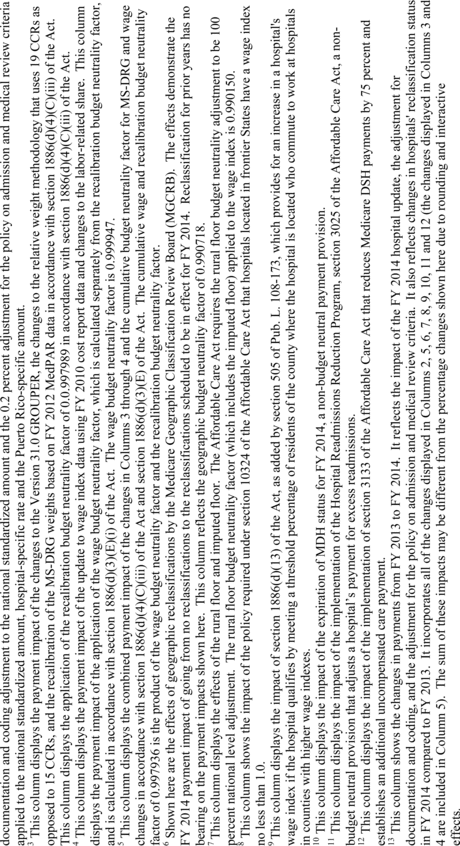 documentation and coding adjustment to the national standardized amount and the 0.2 percent adjustment for the policy on admission and medical review criteria
applied to the national standardized amount, hospital-specific rate and the Puerto Rico-specific amount.
3 This column displays the payment impact of the changes to the Version 31.0 GROUPER, the changes to the relative weight methodology that uses 19 CCRs as
opposed to 15 CCRs, and the recalibration of the MS-DRG weights based on FY 2012 MedPAR data in accordance with section 1886(d)(4)(C)(iii) of the Act.
This column displays the application of the recalibration budget neutrality factor of 0.0.997989 in accordance with section 1886(d)(4)(C)(iii) of the Act.
4 This column displays the payment impact of the update to wage index data using FY 2010 cost report data and changes to the labor-related share. This column
displays the payment impact of the application of the wage budget neutrality factor, which is calculated separately from the recalibration budget neutrality factor,
and is calculated in accordance with section 1886(d)(3)(E)(i) of the Act. The wage budget neutrality factor is 0.999947.
5 This column displays the combined payment impact of the changes in Columns 3 through 4 and the cumulative budget neutrality factor for MS-DRG and wage
changes in accordance with section 1886(d)(4)(C)(iii) of the Act and section 1886(d)(3)(E) of the Act. The cumulative wage and recalibration budget neutrality
factor of 0.997936 is the product of the wage budget neutrality factor and the recalibration budget neutrality factor.
6 Shown here are the effects of geographic reclassifications by the Medicare Geographic Classification Review Board (MGCRB). The effects demonstrate the
FY 2014 payment impact of going from no reclassifications to the reclassifications scheduled to be in effect for FY 2014. Reclassification for prior years has no
bearing on the payment impacts shown here. This column reflects the geographic budget neutrality factor of 0.990718.
7 This column displays the effects of the rural floor and imputed floor. The Affordable Care Act requires the rural floor budget neutrality adjustment to be 100
percent national level adjustment. The rural floor budget neutrality factor (which includes the imputed floor) applied to the wage index is 0.990150.
8 This column shows the impact of the policy required under section 10324 of the Affordable Care Act that hospitals located in frontier States have a wage index
no less than 1.0.
9 This column displays the impact of section 1886(d)(13) of the Act, as added by section 505 of Pub. L. 108-173, which provides for an increase in a hospital's
wage index if the hospital qualifies by meeting a threshold percentage of residents of the county where the hospital is located who commute to work at hospitals
in counties with higher wage indexes.
10 This column displays the impact of the expiration of MDH status for FY 2014, a non-budget neutral payment provision.
11 This column displays the impact of the implementation of the Hospital Readmissions Reduction Program, section 3025 of the Affordable Care Act, a non-
budget neutral provision that adjusts a hospital's payment for excess readmissions.
12 This column displays the impact of the implementation of section 3133 of the Affordable Care Act that reduces Medicare DSH payments by 75 percent and
establishes an additional uncompensated care payment.
13 This column shows the changes in payments from FY 2013 to FY 2014. It reflects the impact of the FY 2014 hospital update, the adjustment for
documentation and coding, and the adjustment for the policy on admission and medical review criteria. It also reflects changes in hospitals' reclassification status
in FY 2014 compared to FY 2013. It incorporates all of the changes displayed in Columns 2, 5, 6, 7, 8, 9, 10, 11 and 12 (the changes displayed in Columns 3 and
4 are included in Column 5). The sum of these impacts may be different from the percentage changes shown here due to rounding and interactive
effects.